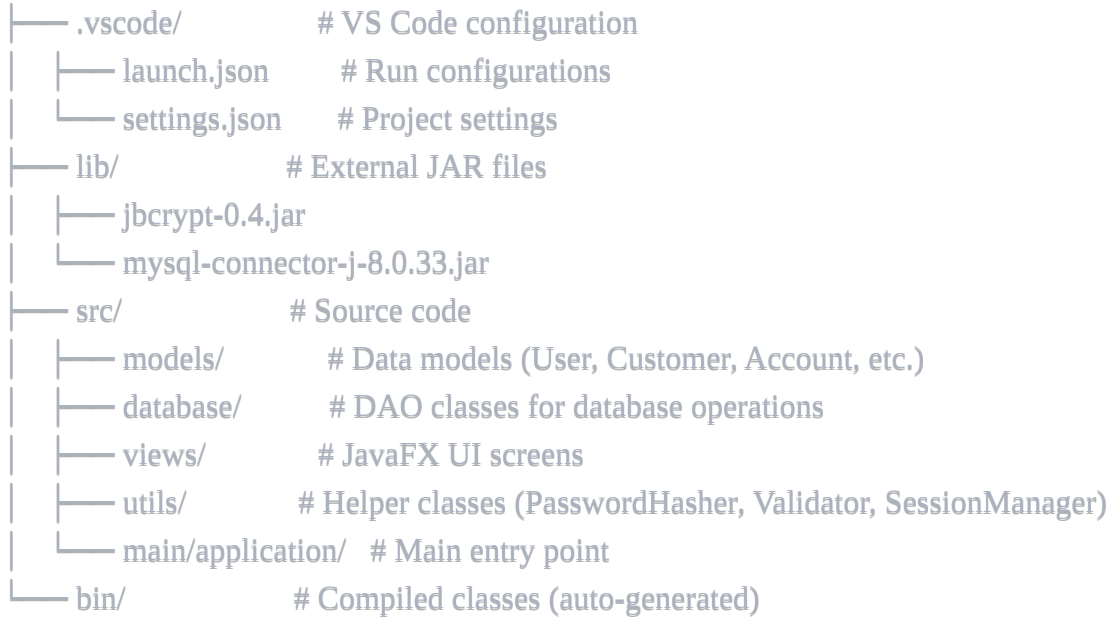 ├── .vscode/ # VS Code configuration
│ ├── launch.json # Run configurations
│ └── settings.json # Project settings
├── lib/ # External JAR files
│ ├── jbcrypt-0.4.jar
│ └── mysql-connector-j-8.0.33.jar
├── src/ # Source code
│ ├── models/ # Data models (User, Customer, Account, etc.)
│ ├── database/ # DAO classes for database operations
│ ├── views/ # JavaFX UI screens
│ ├── utils/ # Helper classes (PasswordHasher, Validator, SessionManager)
│ └── main/application/ # Main entry point
└── bin/ # Compiled classes (auto-generated)